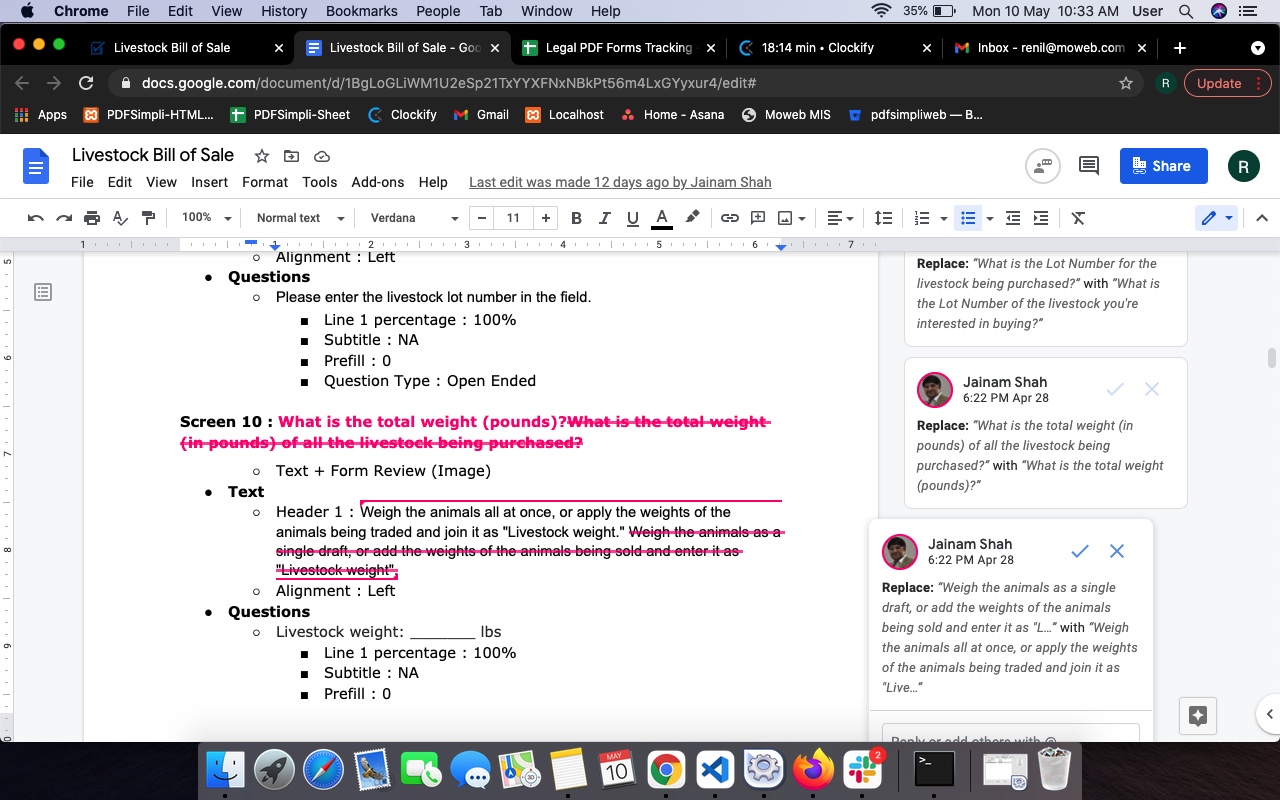 Chrome File Edit View History Bookmarks People Tab Window Help 35% Mon 10 May 10:33 AM User
Livestock Bill of Sale Livestock Bill of Sale - Goo Legal PDF Forms Tracking 18:14 min • Clockify Inbox - renil@moweb.com
docs.google.com/document/d/1BgLoGLiWM1U2eSp21TxYYXFNxNBkPt56m4LxGYyxur4/edit# R Update
Apps PDFSimpli-HTML... PDFSimpli-Sheet Clockify Gmail Localhost Home - Asana Moweb MIS pdfsimpliweb — B...
Livestock Bill of Sale Share R
File Edit View Insert Format Tools Add-ons Help Last edit was made 12 days ago by Jainam Shah
100% Normal text Verdana 11 B I U A
1 1 2 3 4 5 6 7
5
6
7
8
9
○ Alignment : Left
● Questions
○ Please enter the livestock lot number in the field.
■ Line 1 percentage : 100%
■ Subtitle : NA
■ Prefill : 0
■ Question Type : Open Ended
Screen 10 : What is the total weight (pounds)?What is the total weight
(in pounds) of all the livestock being purchased?
○ Text + Form Review (Image)
● Text
○ Header 1 : Weigh the animals all at once, or apply the weights of the
animals being traded and join it as "Livestock weight." Weigh the animals as a
single draft, or add the weights of the animals being sold and enter it as
"Livestock weight".
○ Alignment : Left
● Questions
○ Livestock weight: ________ lbs
■ Line 1 percentage : 100%
■ Subtitle : NA
■ Prefill : 0
Replace: “What is the Lot Number for the
livestock being purchased?” with “What is
the Lot Number of the livestock you're
interested in buying?”
Jainam Shah
6:22 PM Apr 28
Replace: “What is the total weight (in
pounds) of all the livestock being
purchased?” with “What is the total weight
(pounds)?”
Jainam Shah
6:22 PM Apr 28
Replace: “Weigh the animals as a single
draft, or add the weights of the animals
being sold and enter it as "L...” with “Weigh
the animals all at once, or apply the weights
of the animals being traded and join it as
"Live...”
Reply or add others with @
MAY
10
2